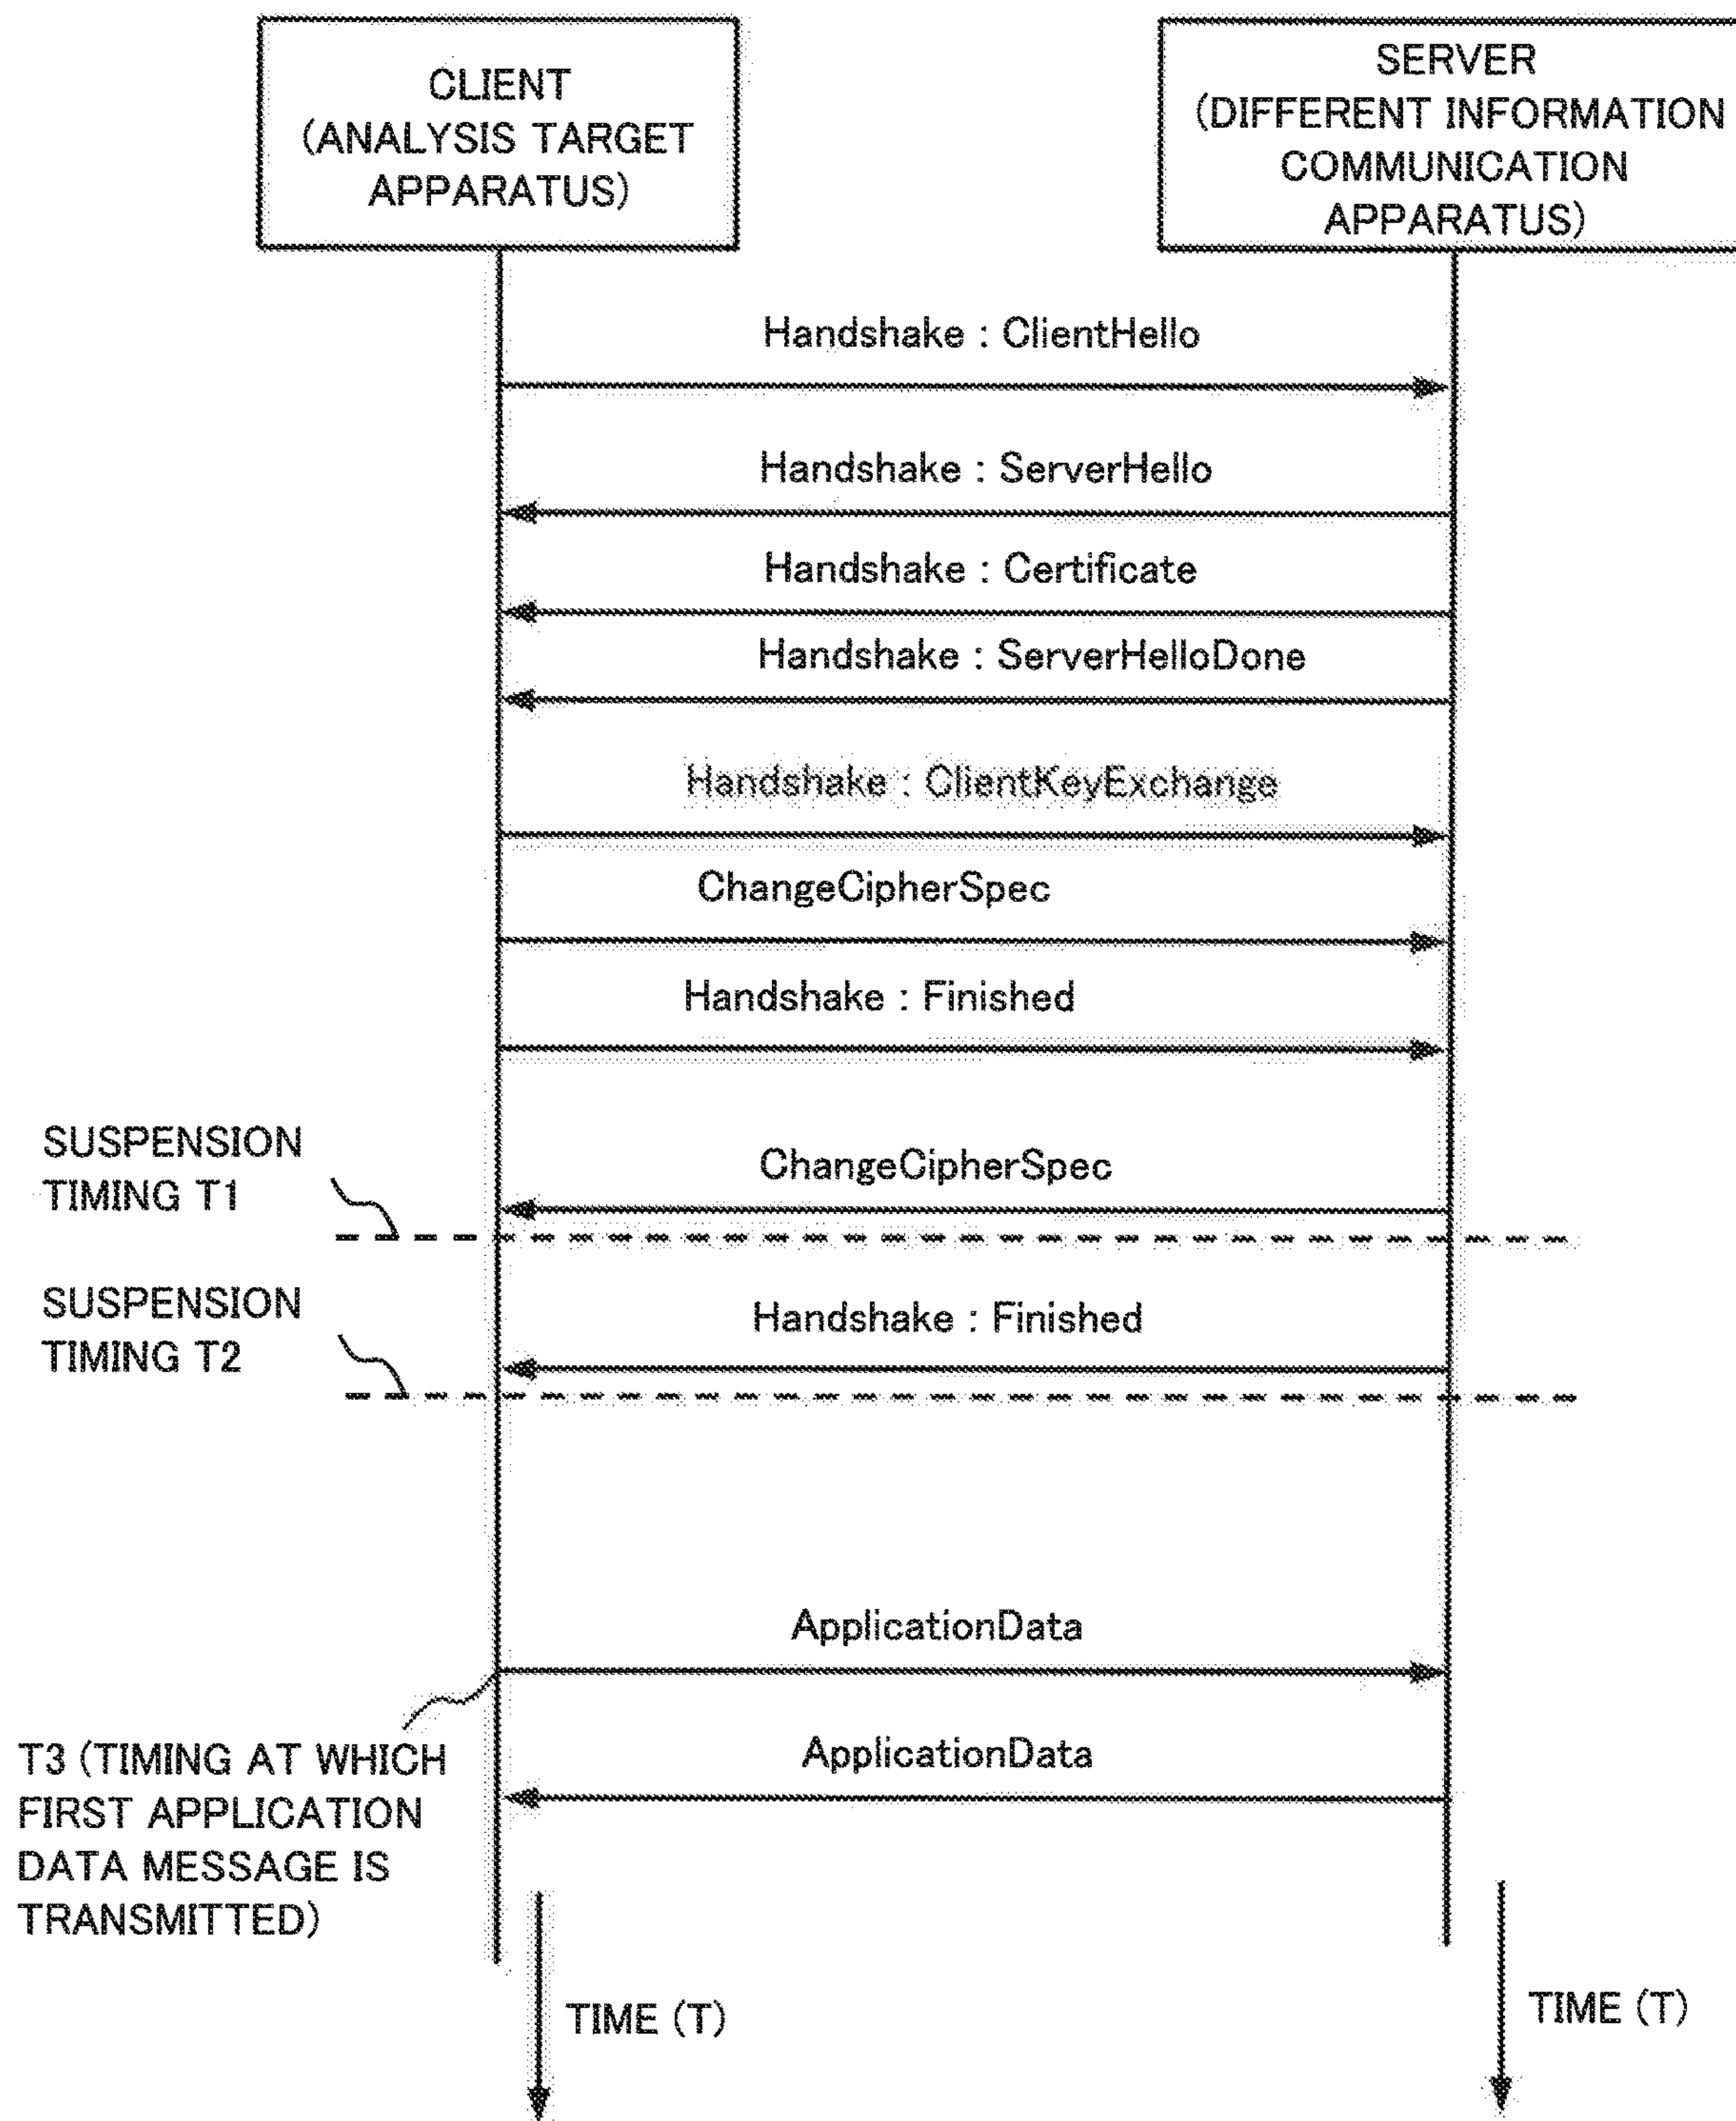 CLIENT
(ANALYSIS TARGET
APPARATUS)
SERVER
(DIFFERENT INFORMATION
COMMUNICATION
APPARATUS)
Handshake : ClientHello
Handshake : ServerHello
Handshake : Certificate
Handshake : ServerHelloDone
Handshake : ClientKeyExchange
ChangeCipherSpec
Handshake : Finished
SUSPENSION
TIMING T1
ChangeCipherSpec
SUSPENSION
TIMING T2
Handshake : Finished
ApplicationData
T3 (TIMING AT WHICH
FIRST APPLICATION
DATA MESSAGE IS
TRANSMITTED)
ApplicationData
TIME (T)
TIME (T)